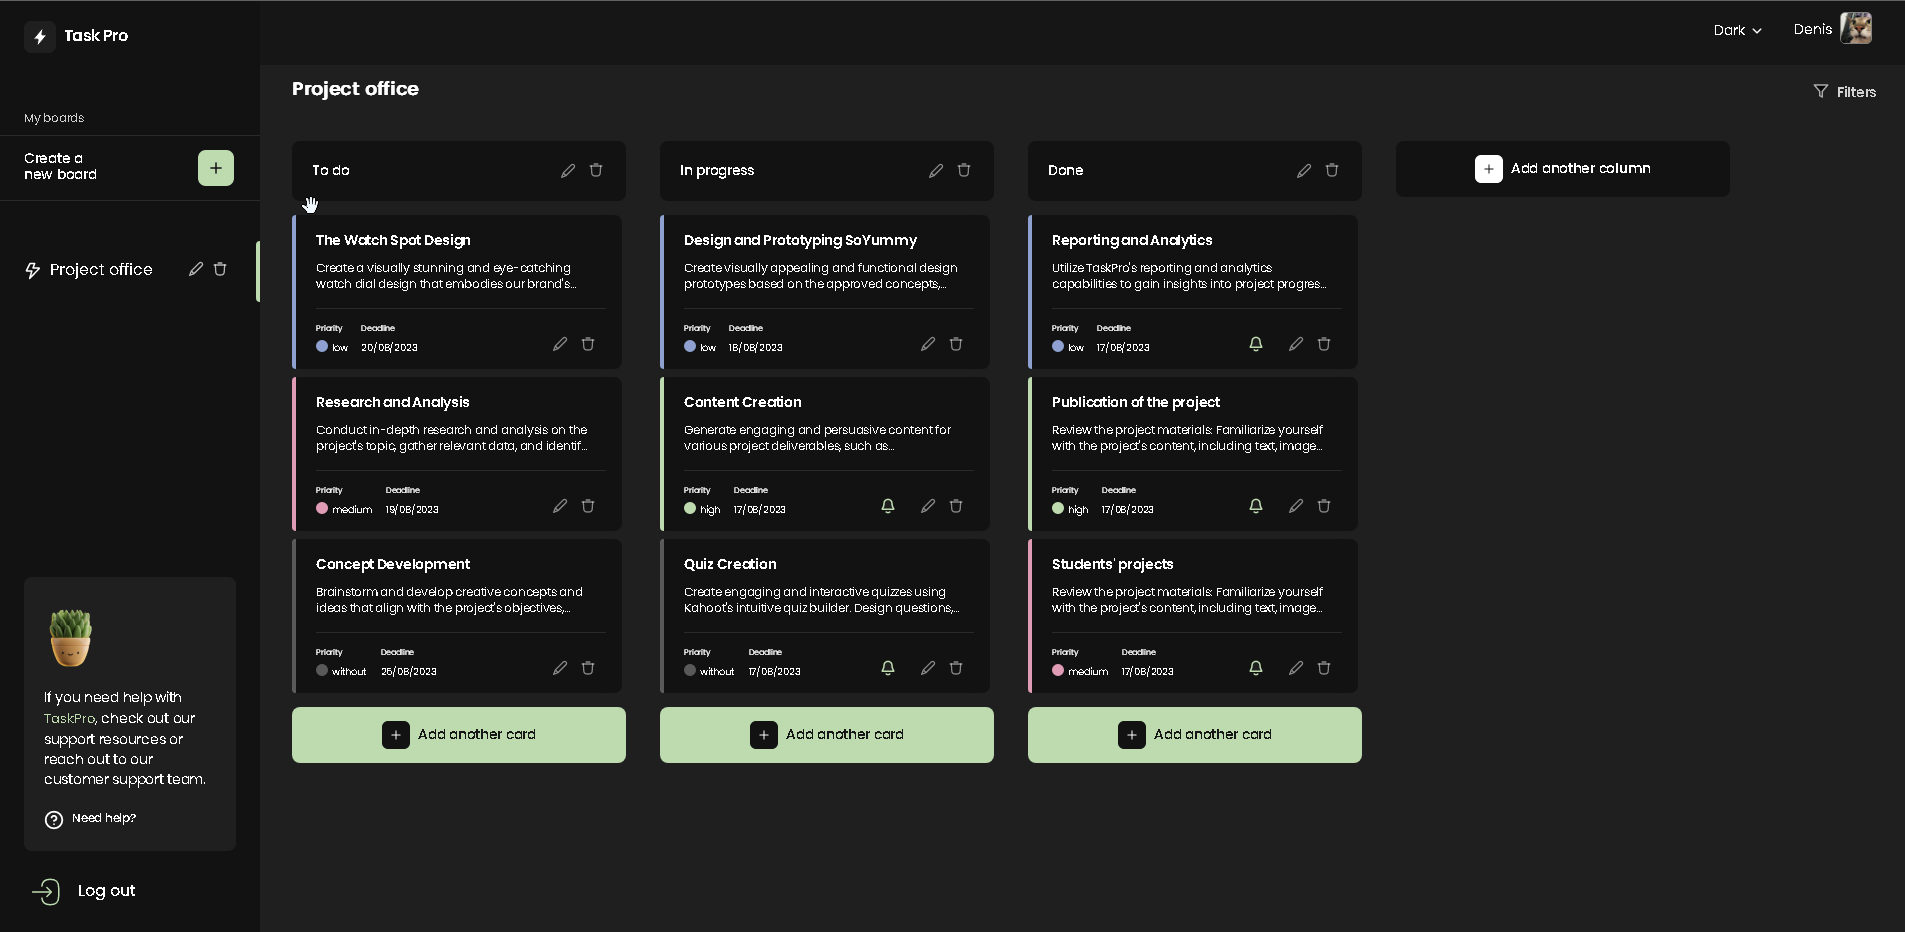 Task Pro
Dark
Denis
My boards
Create a
new board
Project office
If you need help with
TaskPro, check out our
support resources or
reach out to our
customer support team.
Need help?
Log out
Project office
Filters
To do
The Watch Spot Design
Create a visually stunning and eye-catching
watch dial design that embodies our brand's...
Priority Deadline
low 20/08/2023
Research and Analysis
Conduct in-depth research and analysis on the
project's topic, gather relevant data, and identif...
Priority Deadline
medium 19/08/2023
Concept Development
Brainstorm and develop creative concepts and
ideas that align with the project's objectives,...
Priority Deadline
without 26/08/2023
Add another card
In progress
Design and Prototyping SoYummy
Create visually appealing and functional design
prototypes based on the approved concepts,...
Priority Deadline
low 18/08/2023
Content Creation
Generate engaging and persuasive content for
various project deliverables, such as...
Priority Deadline
high 17/08/2023
Quiz Creation
Create engaging and interactive quizzes using
Kahoot's intuitive quiz builder. Design questions,...
Priority Deadline
without 17/08/2023
Add another card
Done
Reporting and Analytics
Utilize TaskPro's reporting and analytics
capabilities to gain insights into project progres...
Priority Deadline
low 17/08/2023
Publication of the project
Review the project materials: Familiarize yourself
with the project's content, including text, image...
Priority Deadline
high 17/08/2023
Students' projects
Review the project materials: Familiarize yourself
with the project's content, including text, image...
Priority Deadline
medium 17/08/2023
Add another card
Add another column